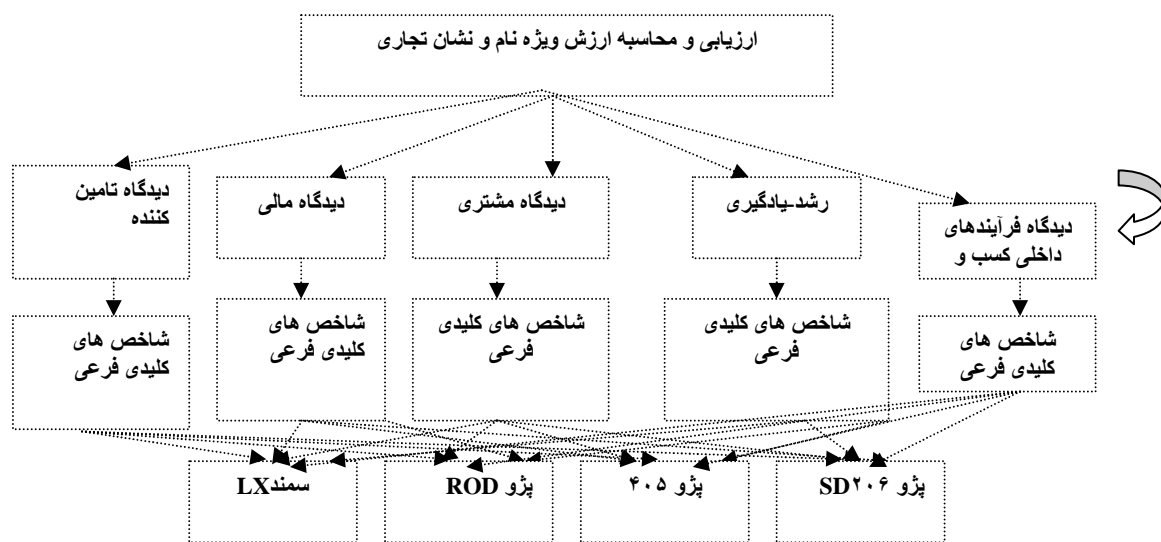 ارزیابی و محاسبه ارزش ویژه نام و نشان تجاری
دیدگاه فرآیندهای
داخلی کسب و
رشد-یادگیری
دیدگاه مشتری
دیدگاه مالی
دیدگاه تامین
کننده
شاخص های
کلیدی فرعی
شاخص های کلیدی
فرعی
شاخص های کلیدی
فرعی
شاخص های
کلیدی فرعی
شاخص های
کلیدی فرعی
پژو ۲۰۶SD
پژو ۴۰۵
پژو ROD
سمندLX